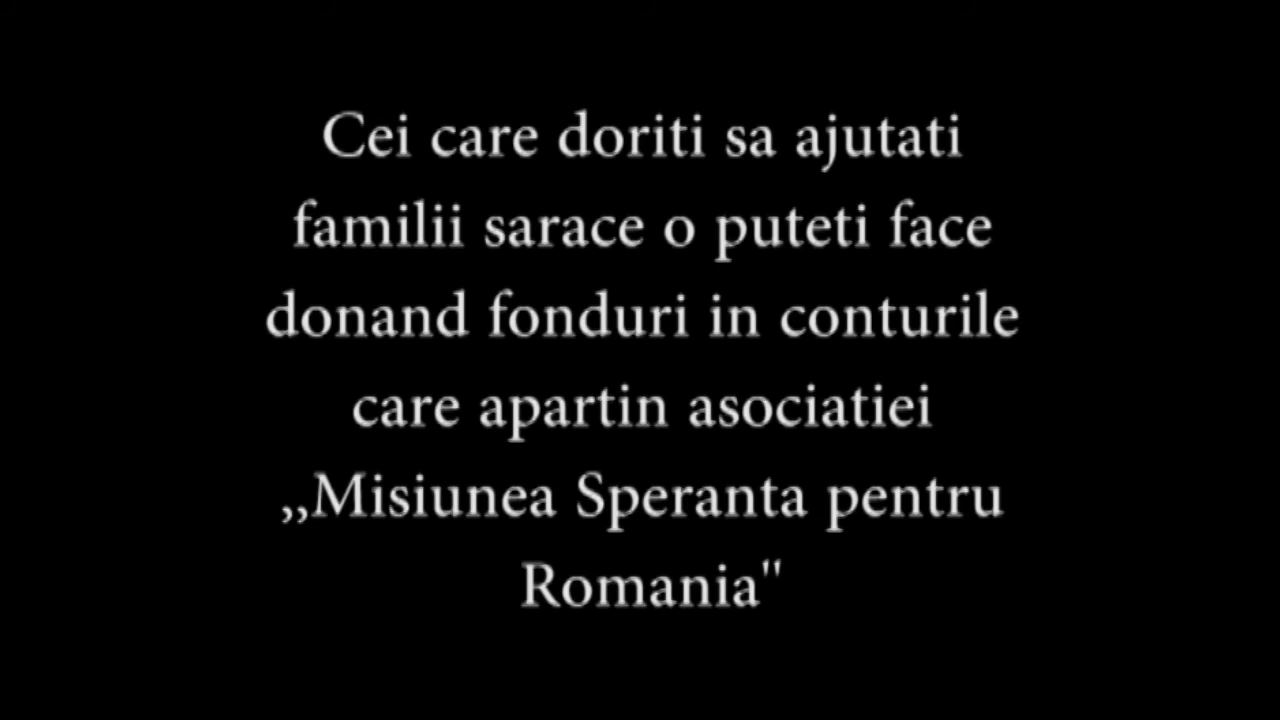 Cei care doriti sa ajutati
familii sarace o puteti face
donand fonduri in conturile
care apartin asociatiei
,,Misiunea Speranta pentru
Romania"